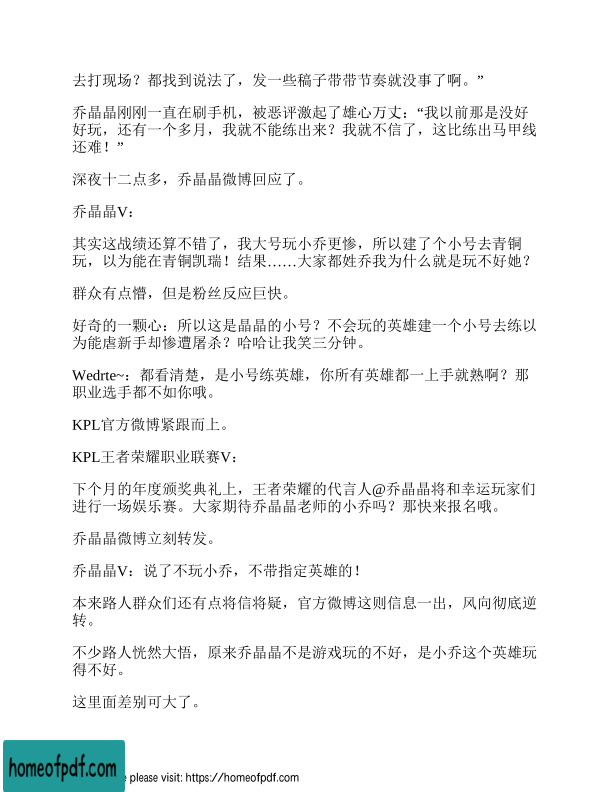 去打现场？都找到说法了，发一些稿子带带节奏就没事了啊。”
乔晶晶刚刚一直在刷手机，被恶评激起了雄心万丈：“我以前那是没好
好玩，还有一个多月，我就不能练出来？我就不信了，这比练出马甲线
还难！”
深夜十二点多，乔晶晶微博回应了。
乔晶晶V：
其实这战绩还算不错了，我大号玩小乔更惨，所以建了个小号去青铜
玩，以为能在青铜凯瑞！结果……大家都姓乔我为什么就是玩不好她？
群众有点懵，但是粉丝反应巨快。
好奇的一颗心：所以这是晶晶的小号？不会玩的英雄建一个小号去练以
为能虐新手却惨遭屠杀？哈哈让我笑三分钟。
Wedrte~：都看清楚，是小号练英雄，你所有英雄都一上手就熟啊？那
职业选手都不如你哦。
KPL官方微博紧跟而上。
KPL王者荣耀职业联赛V：
下个月的年度颁奖典礼上，王者荣耀的代言人@乔晶晶将和幸运玩家们
进行一场娱乐赛。大家期待乔晶晶老师的小乔吗？那快来报名哦。
乔晶晶微博立刻转发。
乔晶晶V：说了不玩小乔，不带指定英雄的！
本来路人群众们还有点将信将疑，官方微博这则信息一出，风向彻底逆
转。
不少路人恍然大悟，原来乔晶晶不是游戏玩的不好，是小乔这个英雄玩
得不好。
这里面差别可大了。
homeofpdf.com
e please visit: https://homeofpdf.com